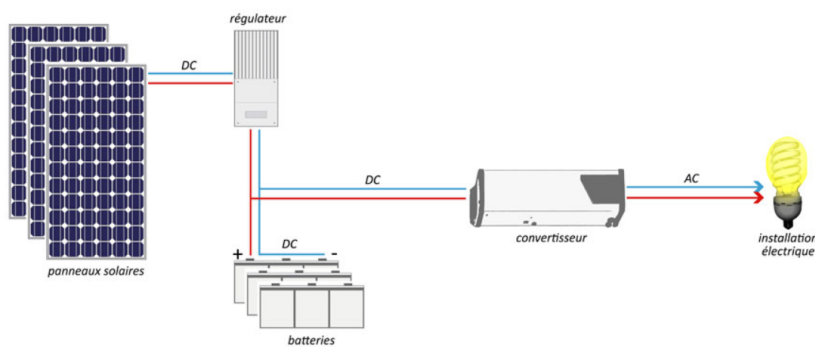 régulateur
DC
DC
AC
DC
+ -
panneaux solaires
convertisseur
installation
électrique
batteries